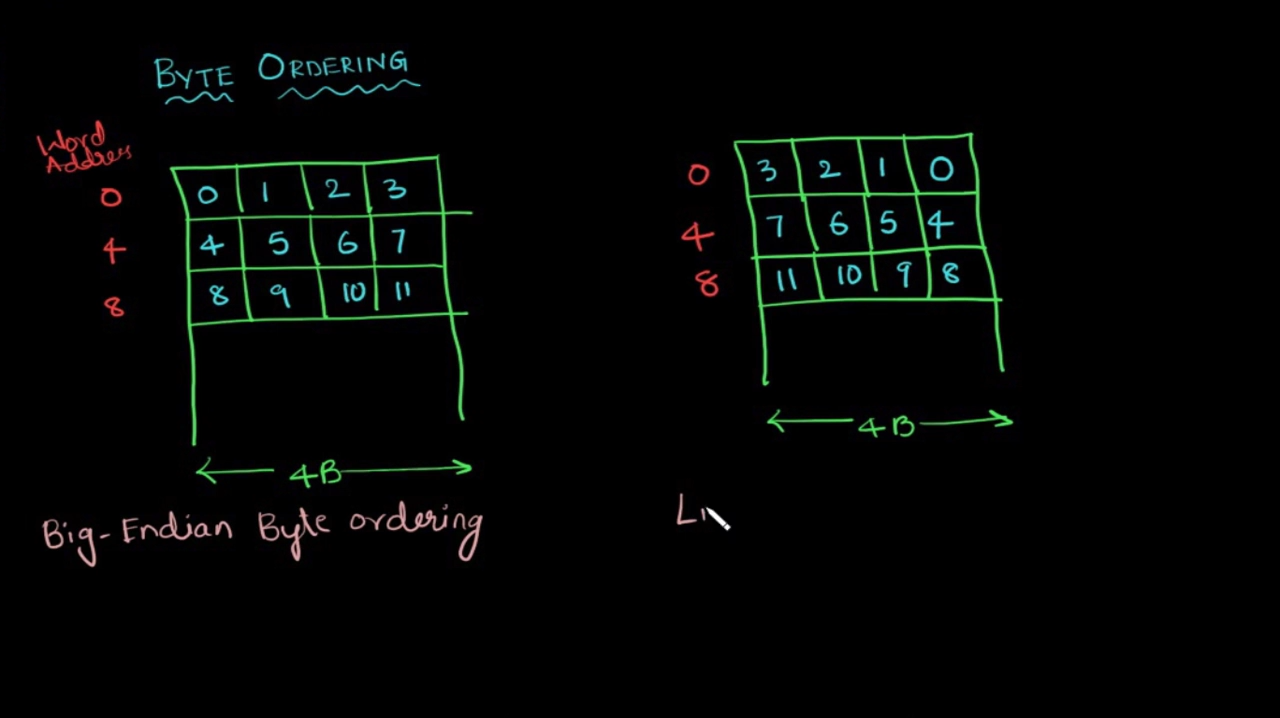 BYTE ORDERING
Word
Address
0 0 1 2 3
4 4 5 6 7
8 8 9 10 11
4B
Big-Endian Byte ordering
0 3 2 1 0
4 7 6 5 4
8 11 10 9 8
4B
Li